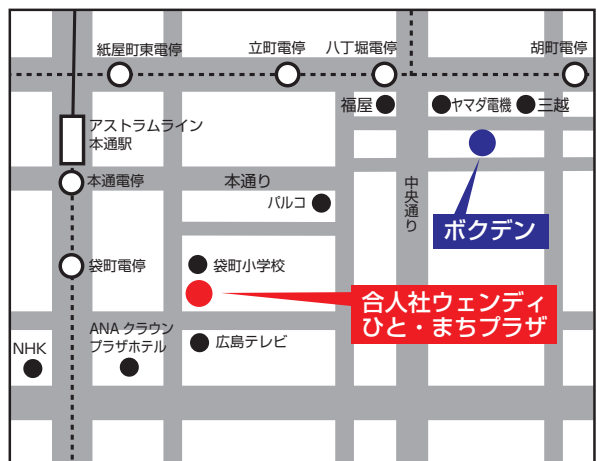 紙屋町東電停
立町電停
八丁堀電停
胡町電停
福屋
ヤマダ電機
三越
アストラムライン
本通駅
本通電停
本通り
パルコ
中央通り
ボクデン
袋町電停
袋町小学校
合人社ウェンディ
ひと・まちプラザ
ANA クラウン
プラザホテル
広島テレビ
NHK